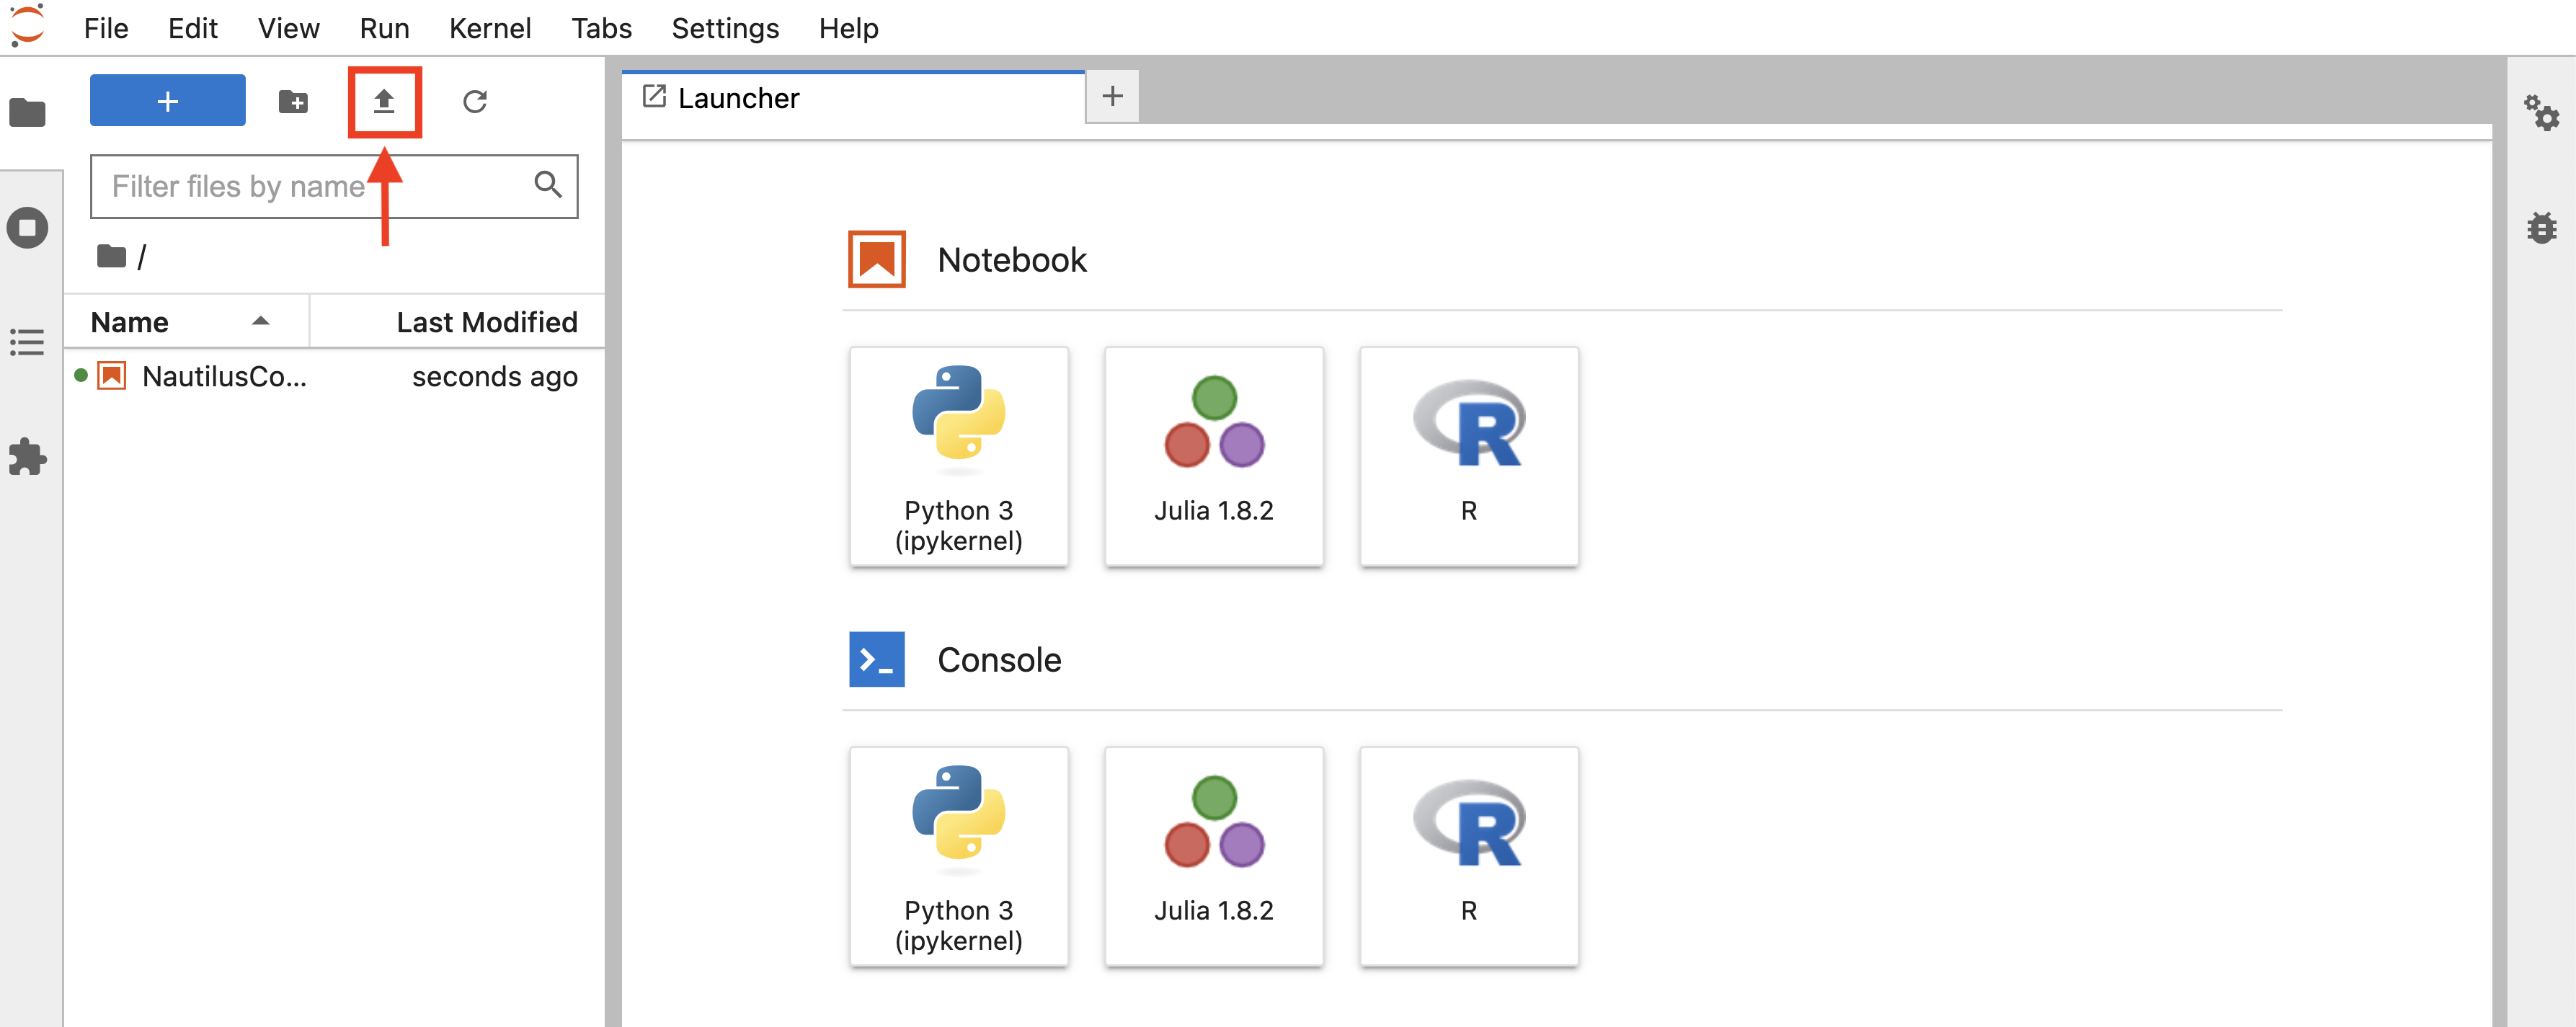 File Edit View Run Kernel Tabs Settings Help
Launcher
Filter files by name
/
Name Last Modified
NautilusCo... seconds ago
Notebook
Python 3
(ipykernel)
Julia 1.8.2
R
Console
Python 3
(ipykernel)
Julia 1.8.2
R